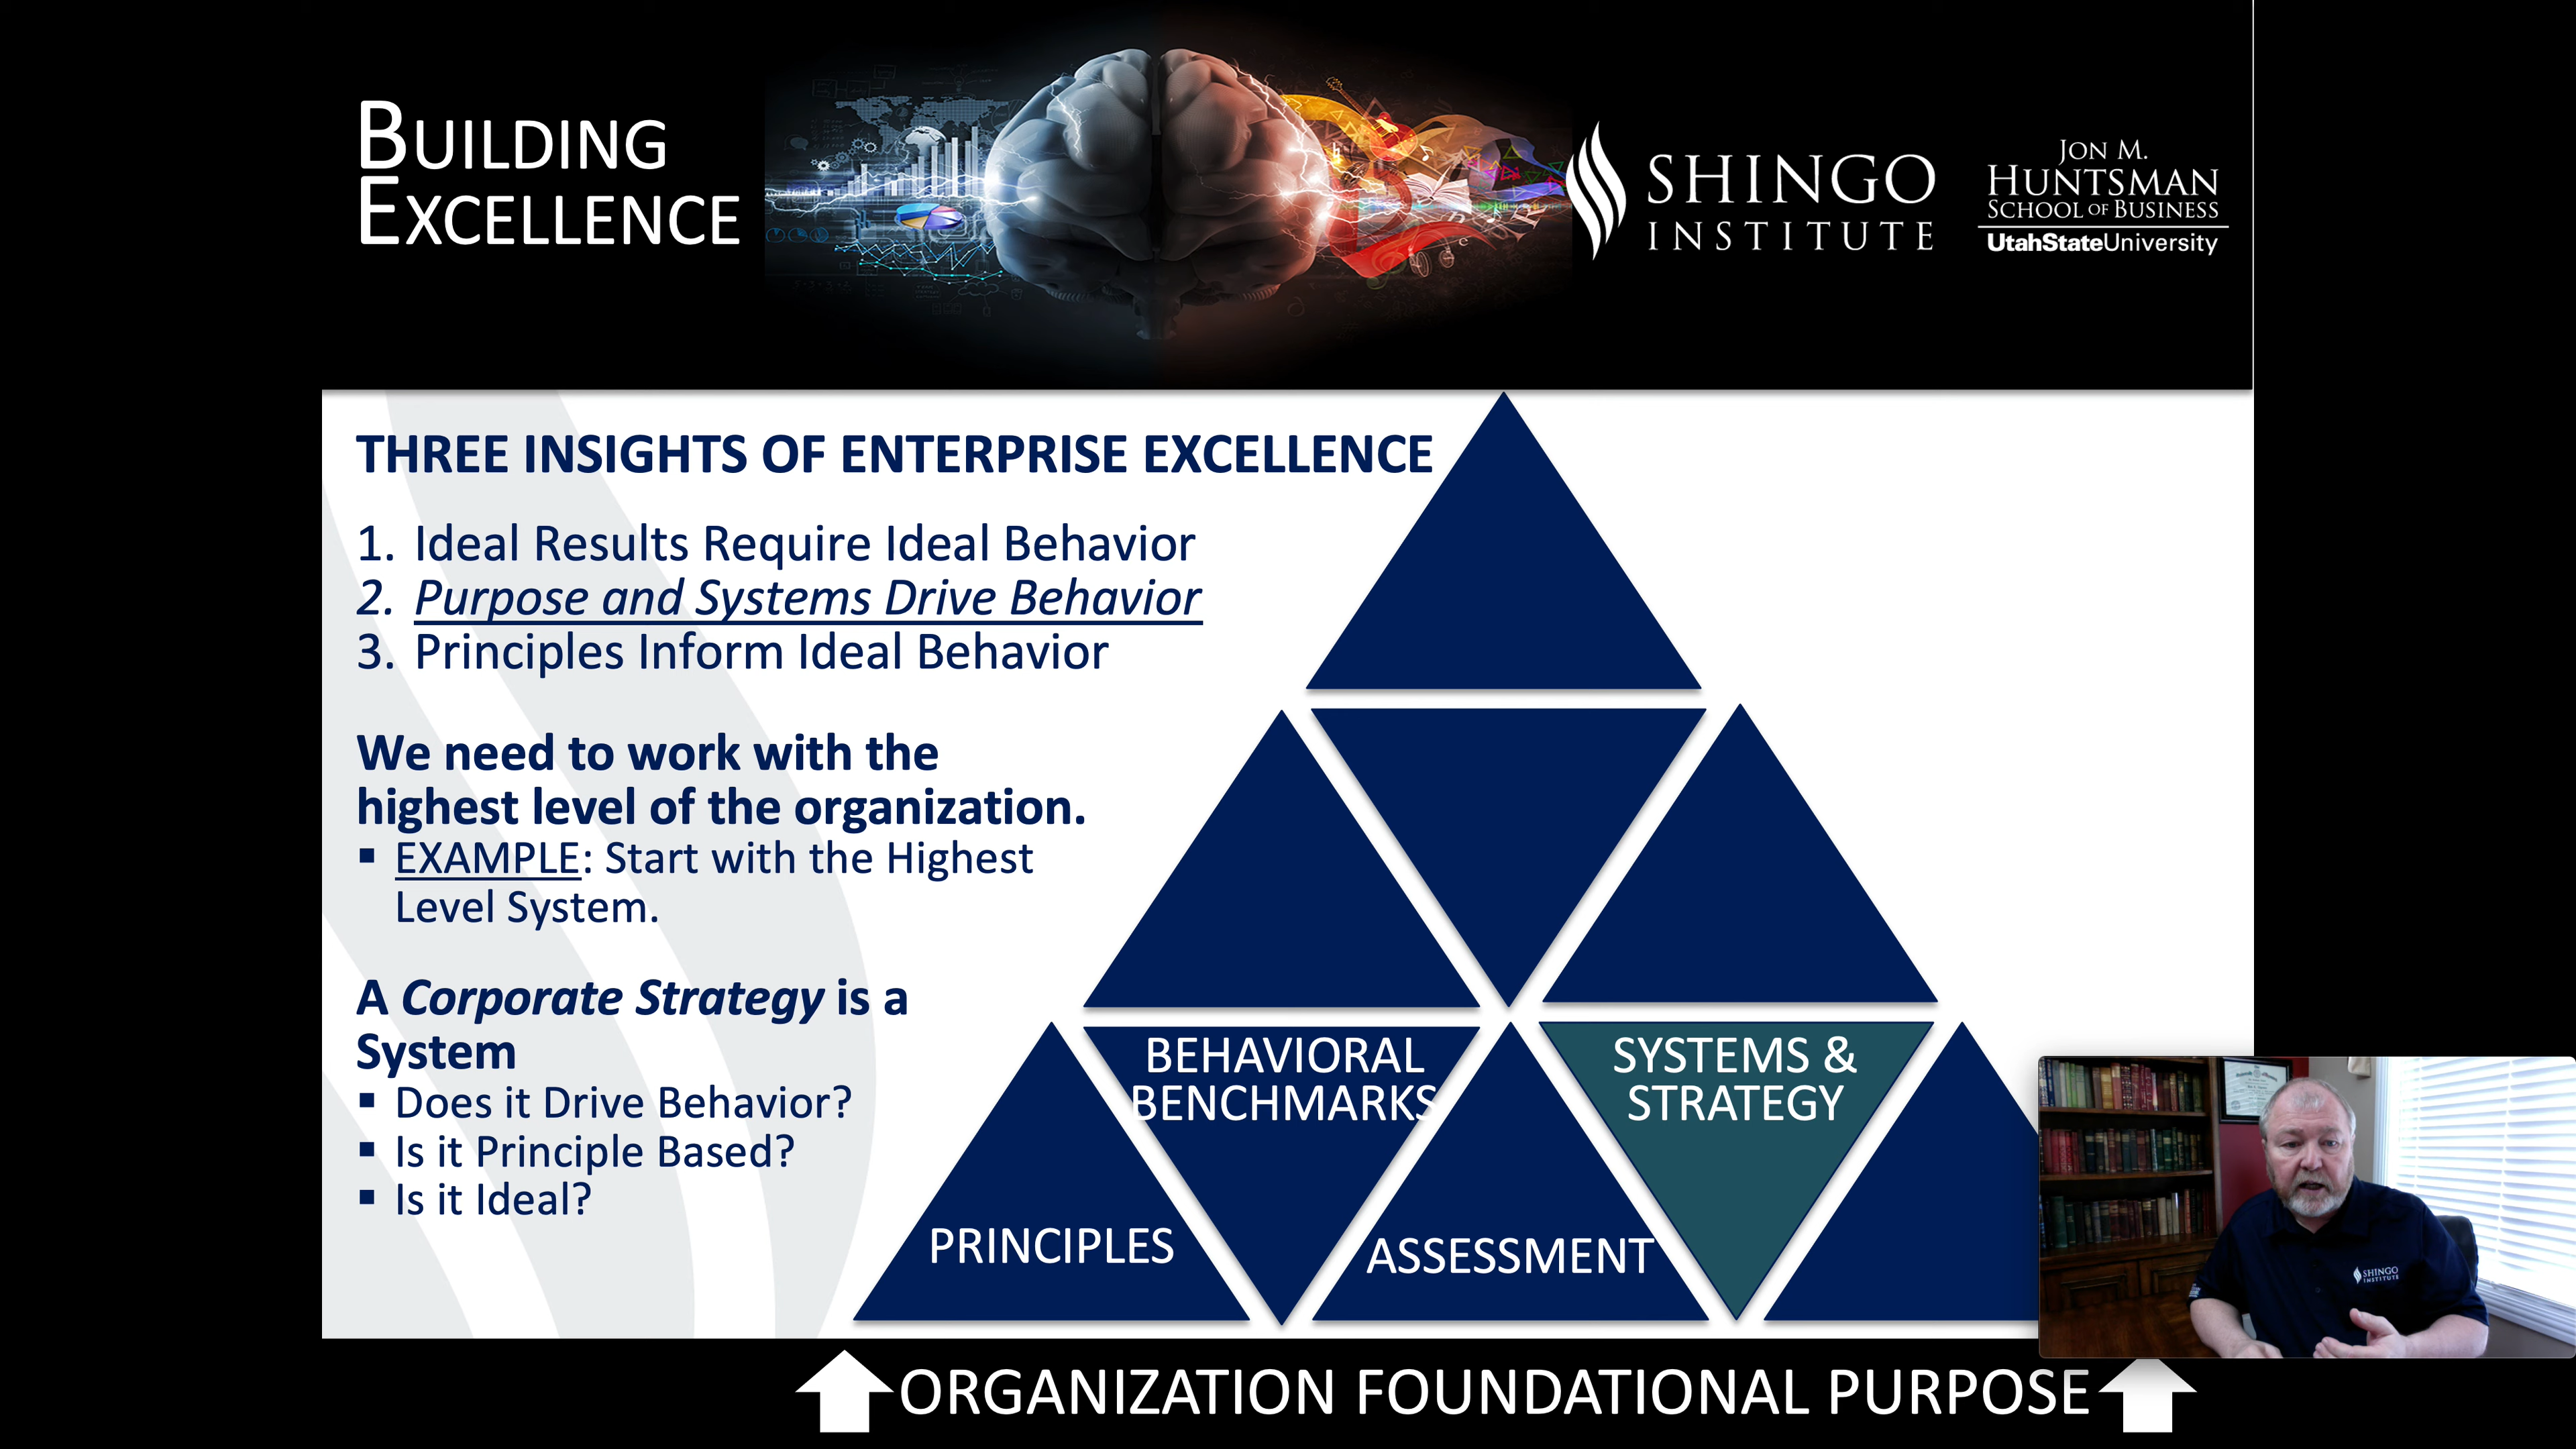 BUILDING
EXCELLENCE
SHINGO
INSTITUTE
JON M.
HUNTSMAN
SCHOOL OF BUSINESS
UtahStateUniversity
THREE INSIGHTS OF ENTERPRISE EXCELLENCE
1. Ideal Results Require Ideal Behavior
2. Purpose and Systems Drive Behavior
3. Principles Inform Ideal Behavior
We need to work with the
highest level of the organization.
▪ EXAMPLE: Start with the Highest
Level System.
A Corporate Strategy is a
System
▪ Does it Drive Behavior?
▪ Is it Principle Based?
▪ Is it Ideal?
PRINCIPLES
BEHAVIORAL
BENCHMARKS
ASSESSMENT
SYSTEMS &
STRATEGY
SHINGO
INSTITUTE
ORGANIZATION FOUNDATIONAL PURPOSE